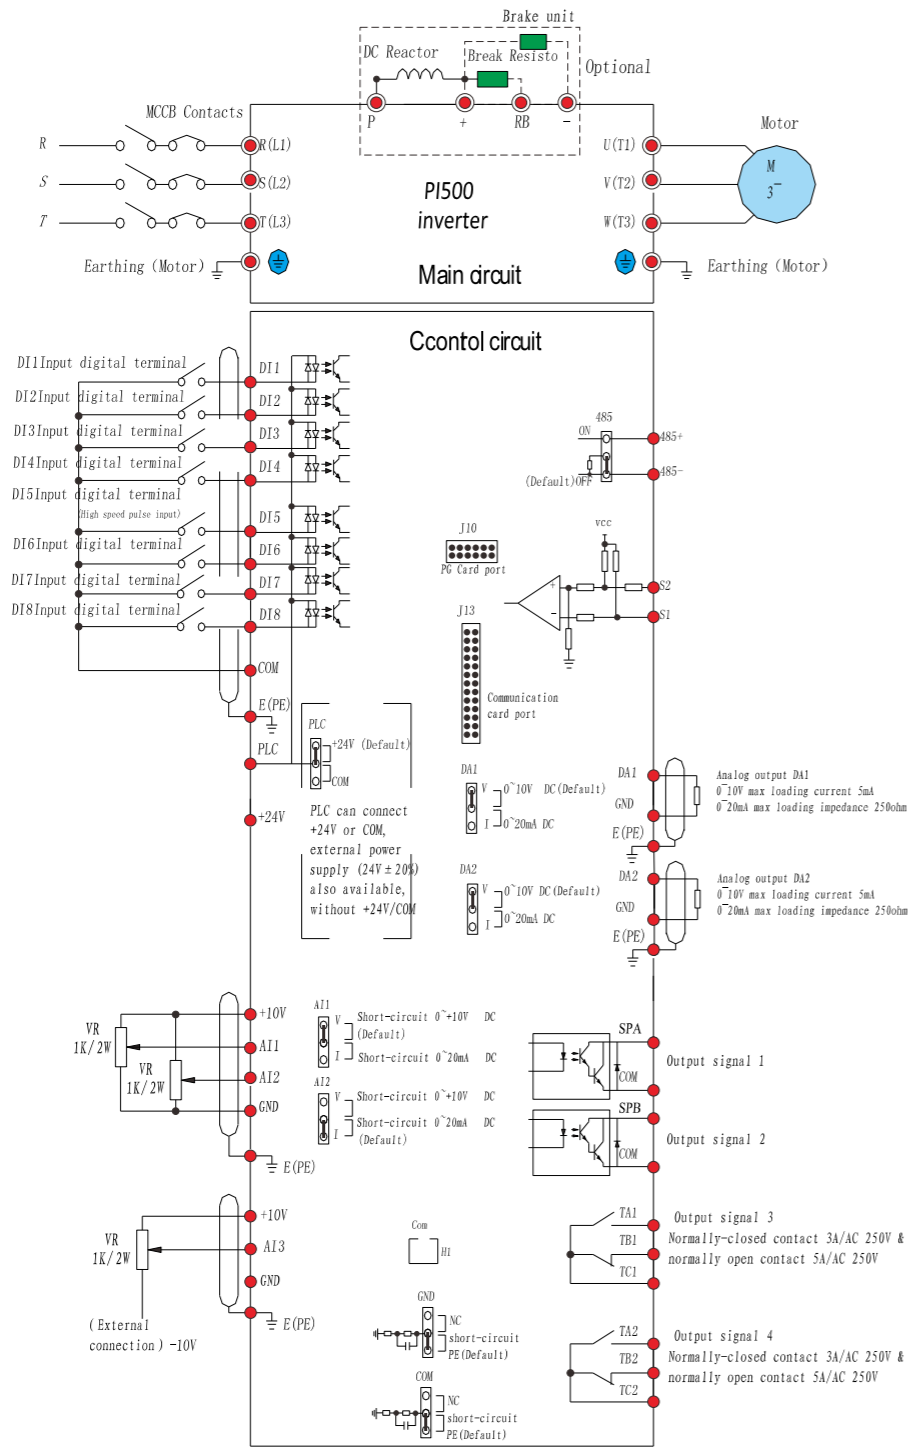 Brake unit
DC Reactor
Break Resisto
Optional
P
+
RB
-
MCCB Contacts
R
R(L1)
U(T1)
Motor
M
3~
S
S(L2)
V(T2)
PI500
inverter
T
T(L3)
W(T3)
Earthing (Motor)
Main circuit
Earthing (Motor)
Ccontol circuit
DI1Input digital terminal
DI1
DI2Input digital terminal
DI2
DI3Input digital terminal
DI3
DI4Input digital terminal
DI4
DI5Input digital terminal
(High speed pulse input)
DI5
DI6Input digital terminal
DI6
DI7Input digital terminal
DI7
DI8Input digital terminal
DI8
COM
E(PE)
PLC
+24V
485
ON
485+
(Default)OFF
485-
J10
PG Card port
vcc
+
-
S2
S1
J13
Communication
card port
PLC
+24V (Default)
COM
PLC can connect
+24V or COM,
external power
supply (24V±20%)
also available,
without +24V/COM
DA1
V
0~10V DC(Default)
I
0~20mA DC
DA2
V
0~10V DC(Default)
I
0~20mA DC
DA1
GND
E(PE)
Analog output DA1
0~10V max loading current 5mA
0~20mA max loading impedance 250ohm
DA2
GND
E(PE)
Analog output DA2
0~10V max loading current 5mA
0~20mA max loading impedance 250ohm
VR
1K/2W
VR
1K/2W
+10V
AI1
AI2
GND
E(PE)
AI1
V
Short-circuit 0~+10V DC
(Default)
I
Short-circuit 0~20mA DC
AI2
V
Short-circuit 0~+10V DC
I
Short-circuit 0~20mA DC
(Default)
SPA
COM
Output signal 1
SPB
COM
Output signal 2
VR
1K/2W
+10V
AI3
GND
E(PE)
(External
connection) -10V
Com
H1
GND
NC
short-circuit
PE(Default)
COM
NC
short-circuit
PE(Default)
TA1
TB1
TC1
Output signal 3
Normally-closed contact 3A/AC 250V &
normally open contact 5A/AC 250V
TA2
TB2
TC2
Output signal 4
Normally-closed contact 3A/AC 250V &
normally open contact 5A/AC 250V